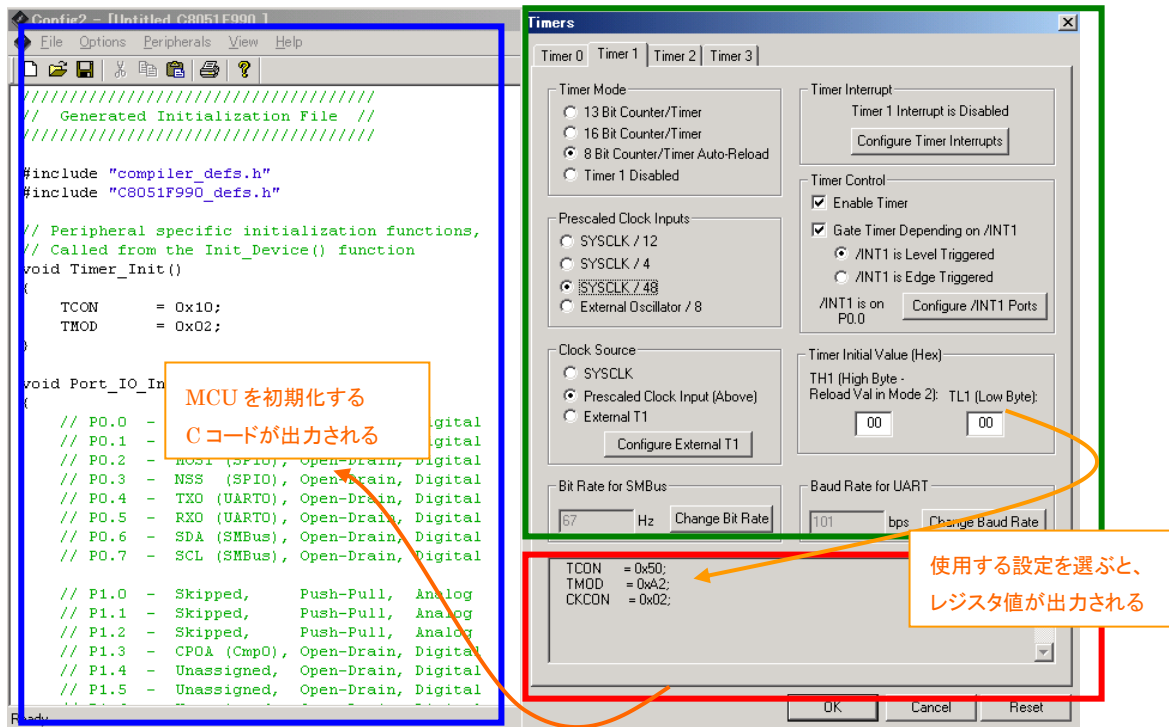 Config2 - [Untitled C8051F990 ]
File Options Peripherals View Help
/////////////////////////////////////
// Generated Initialization File //
/////////////////////////////////////
#include "compiler_defs.h"
#include "C8051F990_defs.h"
// Peripheral specific initialization functions,
// Called from the Init_Device() function
void Timer_Init()
{
TCON = 0x10;
TMOD = 0x02;
}
void Port_IO_In
{
// P0.0 - igital
// P0.1 - igital
// P0.2 - MOSI (SPI0), Open-Drain, Digital
// P0.3 - NSS (SPI0), Open-Drain, Digital
// P0.4 - TX0 (UART0), Open-Drain, Digital
// P0.5 - RX0 (UART0), Open-Drain, Digital
// P0.6 - SDA (SMBus), Open-Drain, Digital
// P0.7 - SCL (SMBus), Open-Drain, Digital
// P1.0 - Skipped, Push-Pull, Analog
// P1.1 - Skipped, Push-Pull, Analog
// P1.2 - Skipped, Push-Pull, Analog
// P1.3 - CP0A (Cmp0), Open-Drain, Digital
// P1.4 - Unassigned, Open-Drain, Digital
// P1.5 - Unassigned, Open-Drain, Digital
Ready
MCU を初期化する
C コードが出力される
Timers
Timer 0 Timer 1 Timer 2 Timer 3
Timer Mode
13 Bit Counter/Timer
16 Bit Counter/Timer
8 Bit Counter/Timer Auto-Reload
Timer 1 Disabled
Prescaled Clock Inputs
SYSCLK / 12
SYSCLK / 4
SYSCLK / 48
External Oscillator / 8
Clock Source
SYSCLK
Prescaled Clock Input (Above)
External T1
Configure External T1
Bit Rate for SMBus
67 Hz Change Bit Rate
Timer Interrupt
Timer 1 Interrupt is Disabled
Configure Timer Interrupts
Timer Control
Enable Timer
Gate Timer Depending on /INT1
/INT1 is Level Triggered
/INT1 is Edge Triggered
/INT1 is on
P0.0
Configure /INT1 Ports
Timer Initial Value (Hex)
TH1 (High Byte -
Reload Val in Mode 2): TL1 (Low Byte):
00 00
Baud Rate for UART
101 bps Change Baud Rate
TCON = 0x50;
TMOD = 0xA2;
CKCON = 0x02;
使用する設定を選ぶと、
レジスタ値が出力される
OK Cancel Reset